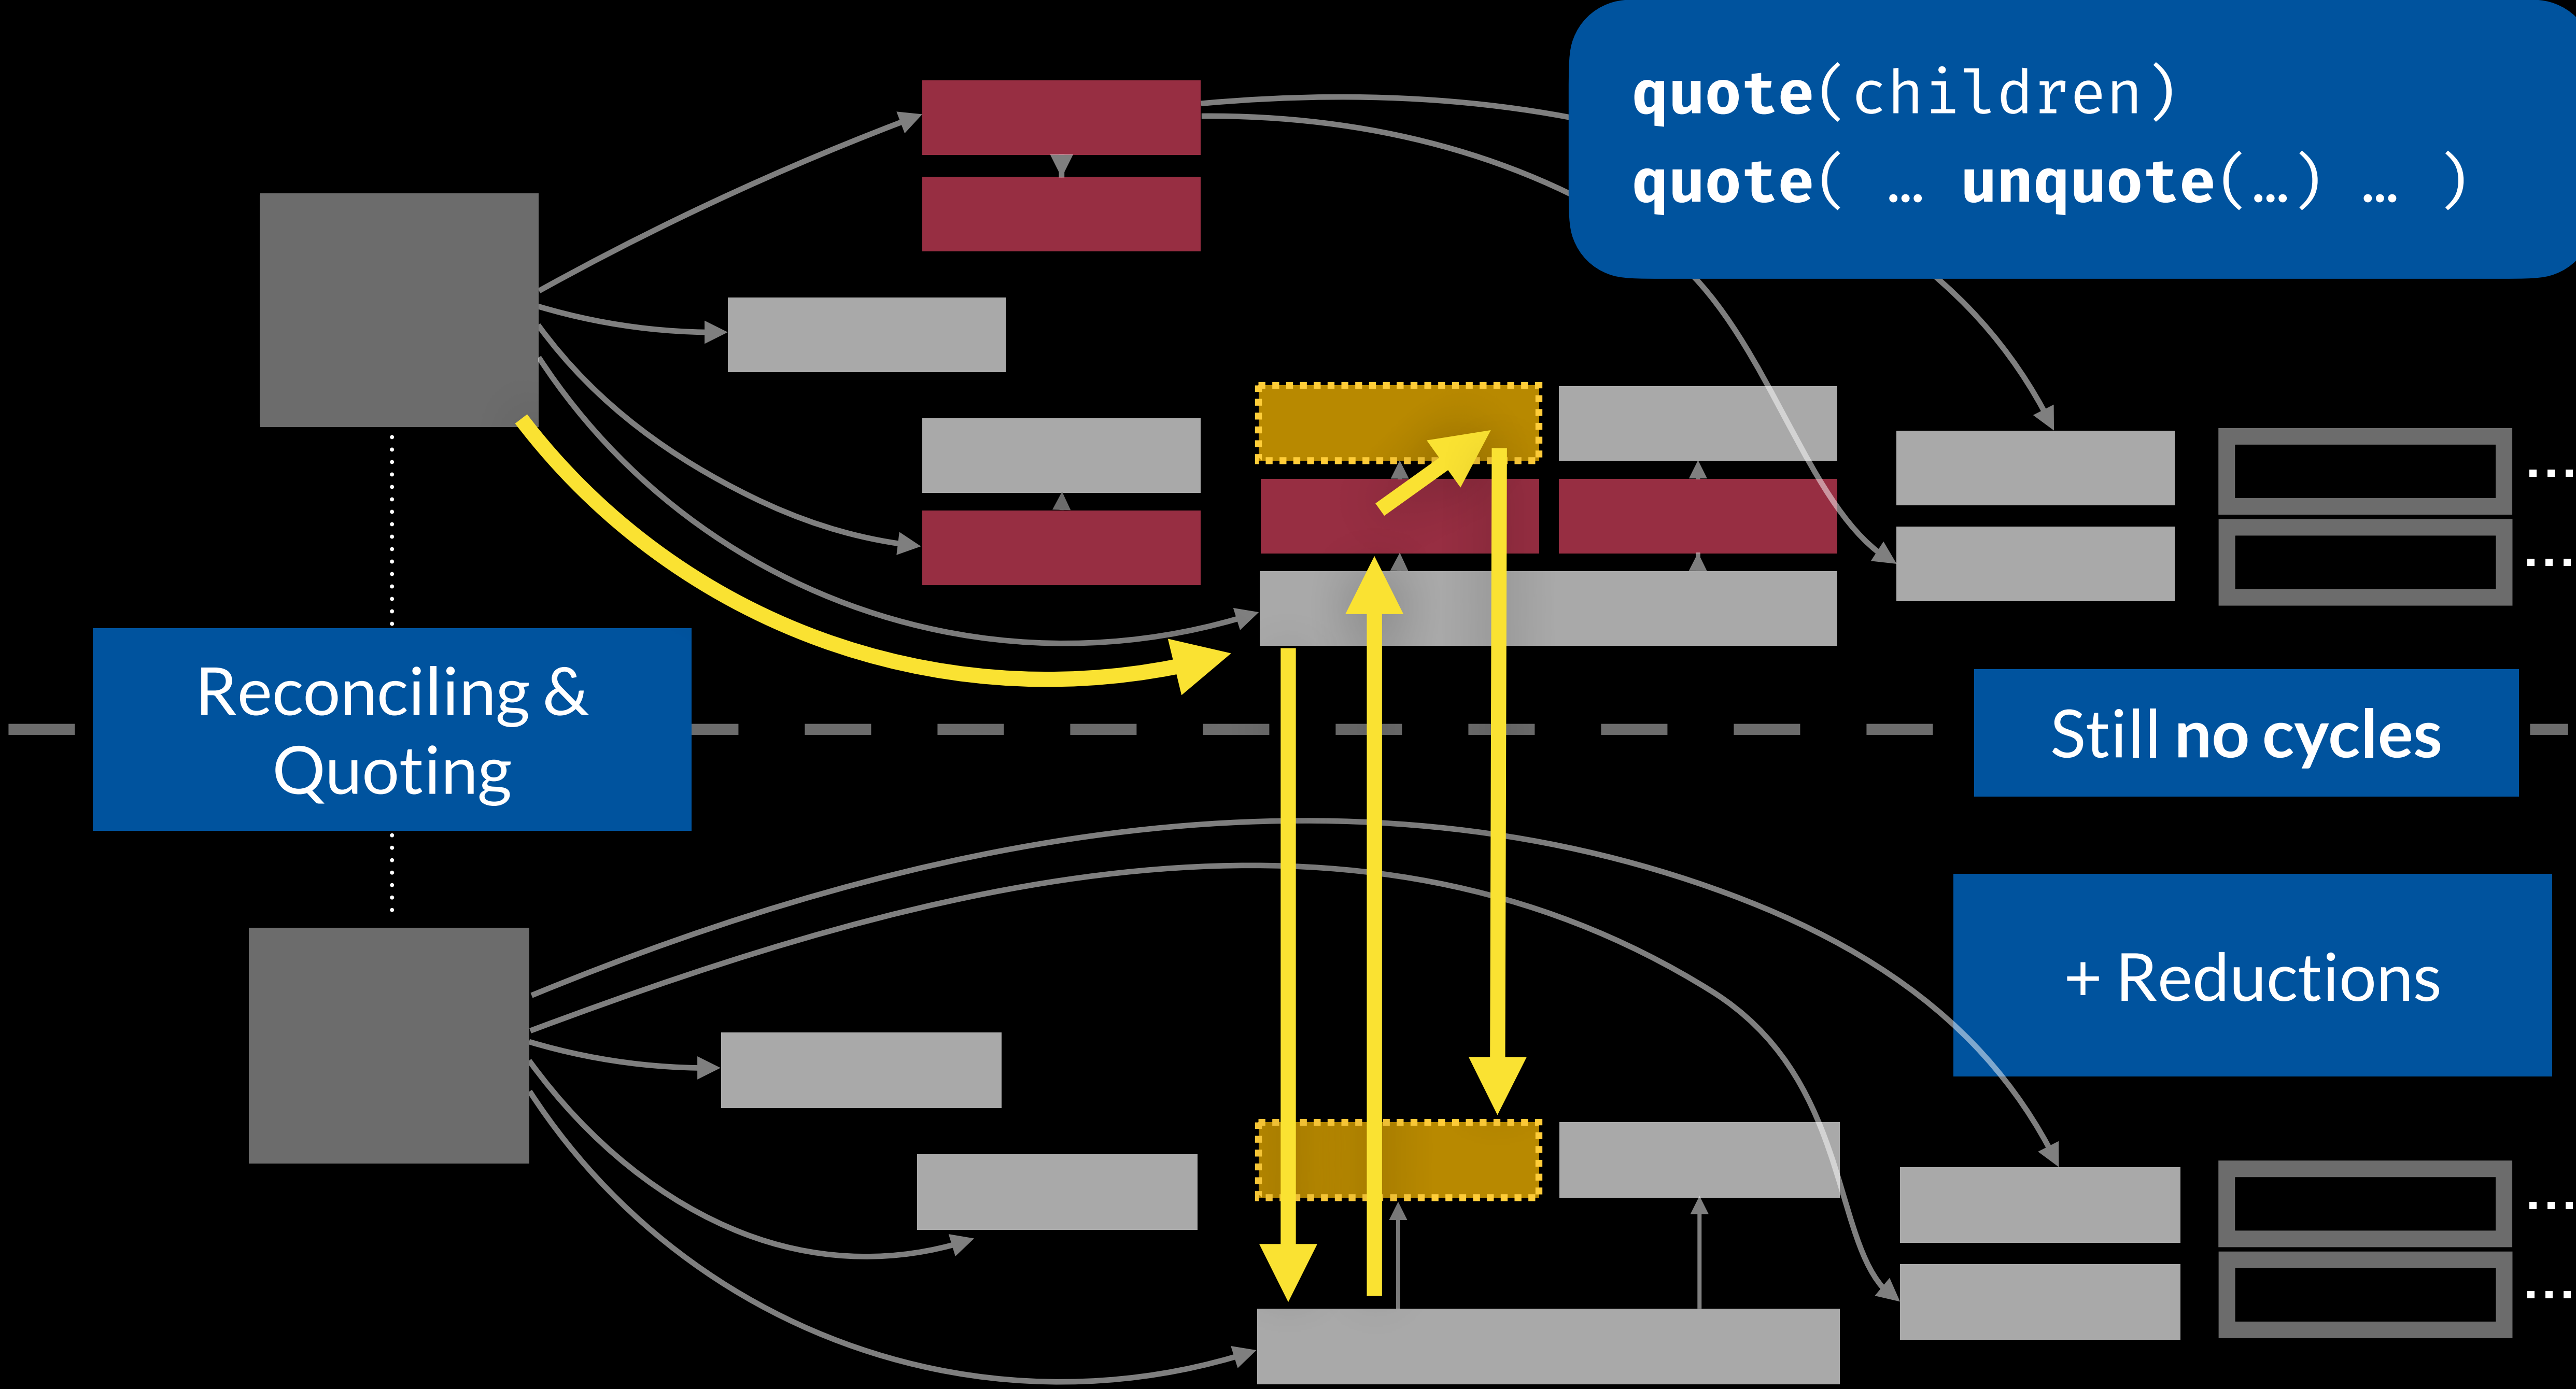 quote(children)
quote( … unquote(…) … )
…
…
Reconciling &
Quoting
Still no cycles
+ Reductions
…
…